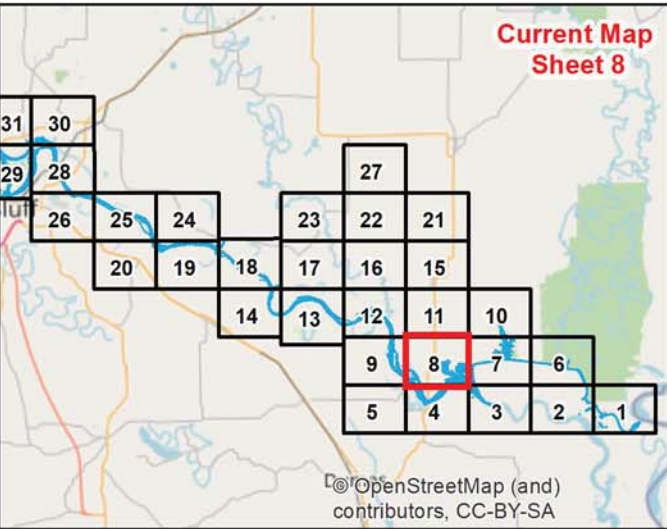 Current Map
Sheet 8
31 30
29 28
27
luff
26 25 24 23 22 21
20 19 18 17 16 15
14 13 12 11 10
9 8 7 6
5 4 3 2 1
© OpenStreetMap (and)
contributors, CC-BY-SA